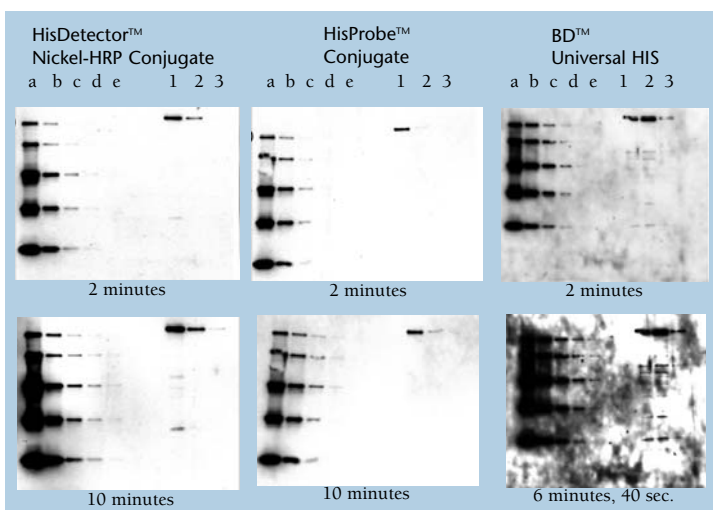 HisDetector™
Nickel-HRP Conjugate
a b c d e 1 2 3
HisProbe™
Conjugate
a b c d e 1 2 3
BD™
Universal HIS
a b c d e 1 2 3
2 minutes
2 minutes
2 minutes
10 minutes
10 minutes
6 minutes, 40 sec.